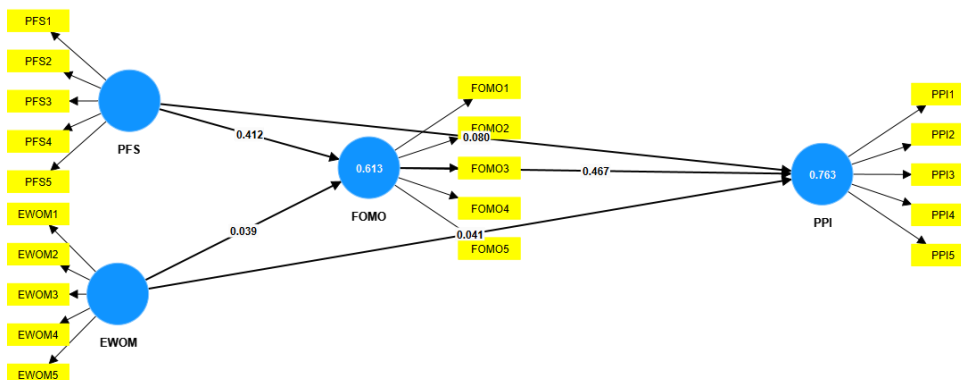 PFS1
PFS2
PFS3
PFS4
PFS5
PFS
EWOM1
EWOM2
EWOM3
EWOM4
EWOM5
EWOM
0.412
0.039
0.613
FOMO
FOMO1
FOMO2
FOMO3
FOMO4
FOMO5
0.080
0.467
0.041
0.763
PPI
PPI1
PPI2
PPI3
PPI4
PPI5